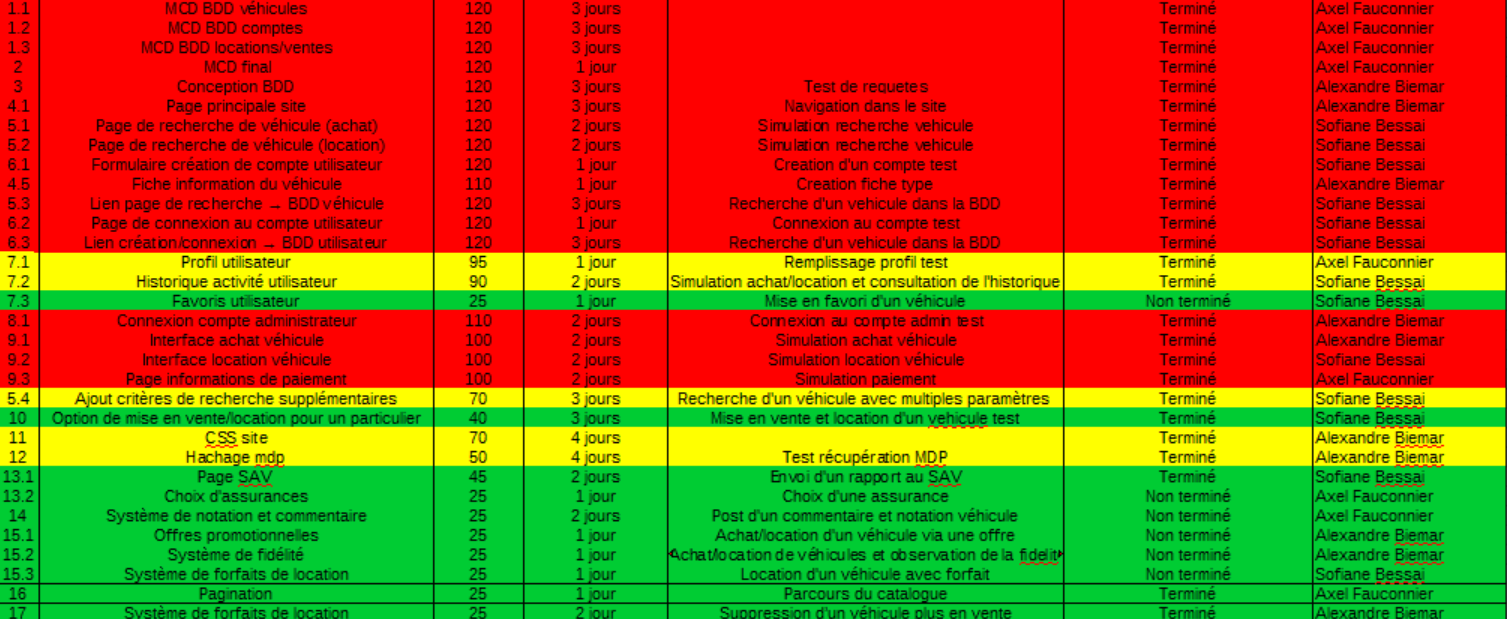 1.1 MCD BDD véhicules 120 3 jours Terminé Axel Fauconnier
1.2 MCD BDD comptes 120 3 jours Terminé Axel Fauconnier
1.3 MCD BDD locations/ventes 120 3 jours Terminé Axel Fauconnier
2 MCD final 120 1 jour Terminé Axel Fauconnier
3 Conception BDD 120 3 jours Test de requetes Terminé Alexandre Biemar
4.1 Page principale site 120 3 jours Navigation dans le site Terminé Alexandre Biemar
5.1 Page de recherche de véhicule (achat) 120 2 jours Simulation recherche vehicule Terminé Sofiane Bessai
5.2 Page de recherche de véhicule (location) 120 2 jours Simulation recherche vehicule Terminé Sofiane Bessai
6.1 Formulaire création de compte utilisateur 120 1 jour Creation d'un compte test Terminé Sofiane Bessai
4.5 Fiche information du véhicule 110 1 jour Creation fiche type Terminé Alexandre Biemar
5.3 Lien page de recherche → BDD véhicule 120 3 jours Recherche d'un vehicule dans la BDD Terminé Sofiane Bessai
6.2 Page de connexion au compte utilisateur 120 1 jour Connexion au compte test Terminé Sofiane Bessai
6.3 Lien création/connexion → BDD utilisateur 120 3 jours Recherche d'un vehicule dans la BDD Terminé Sofiane Bessai
7.1 Profil utilisateur 95 1 jour Remplissage profil test Terminé Axel Fauconnier
7.2 Historique activité utilisateur 90 2 jours Simulation achat/location et consultation de l'historique Terminé Sofiane Bessai
7.3 Favoris utilisateur 25 1 jour Mise en favori d'un véhicule Non terminé Sofiane Bessai
8.1 Connexion compte administrateur 110 2 jours Connexion au compte admin test Terminé Alexandre Biemar
9.1 Interface achat véhicule 100 2 jours Simulation achat véhicule Terminé Alexandre Biemar
9.2 Interface location véhicule 100 2 jours Simulation location véhicule Terminé Sofiane Bessai
9.3 Page informations de paiement 100 2 jours Simulation paiement Terminé Axel Fauconnier
5.4 Ajout critères de recherche supplémentaires 70 3 jours Recherche d'un véhicule avec multiples paramètres Terminé Sofiane Bessai
10 Option de mise en vente/location pour un particulier 40 3 jours Mise en vente et location d'un vehicule test Terminé Sofiane Bessai
11 CSS site 70 4 jours Terminé Alexandre Biemar
12 Hachage mdp 50 4 jours Test récupération MDP Terminé Alexandre Biemar
13.1 Page SAV 45 2 jours Envoi d'un rapport au SAV Terminé Sofiane Bessai
13.2 Choix d'assurances 25 1 jour Choix d'une assurance Non terminé Axel Fauconnier
14 Système de notation et commentaire 25 2 jours Post d'un commentaire et notation véhicule Non terminé Axel Fauconnier
15.1 Offres promotionnelles 25 1 jour Achat/location d'un véhicule via une offre Non terminé Alexandre Biemar
15.2 Système de fidélité 25 1 jour Achat/location de véhicules et observation de la fidelit Non terminé Alexandre Biemar
15.3 Système de forfaits de location 25 1 jour Location d'un véhicule avec forfait Non terminé Sofiane Bessai
16 Pagination 25 1 jour Parcours du catalogue Terminé Axel Fauconnier
17 Système de forfaits de location 25 2 jour Suppression d'un véhicule plus en vente Terminé Alexandre Biemar